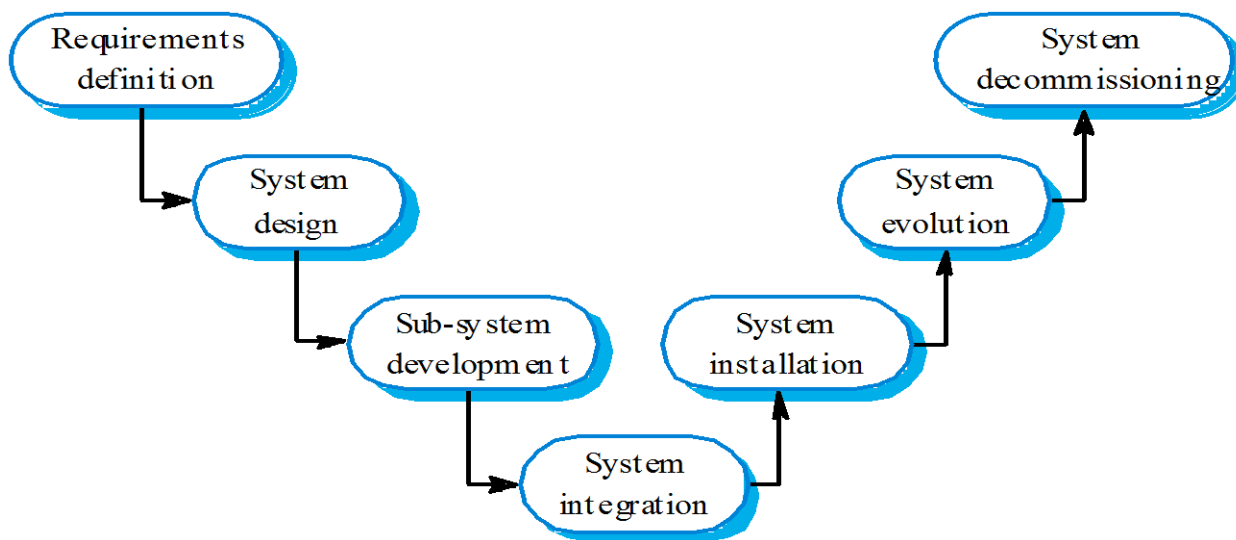 Requirements
definition
System
design
Sub-system
development
System
integration
System
installation
System
evolution
System
decommissioning